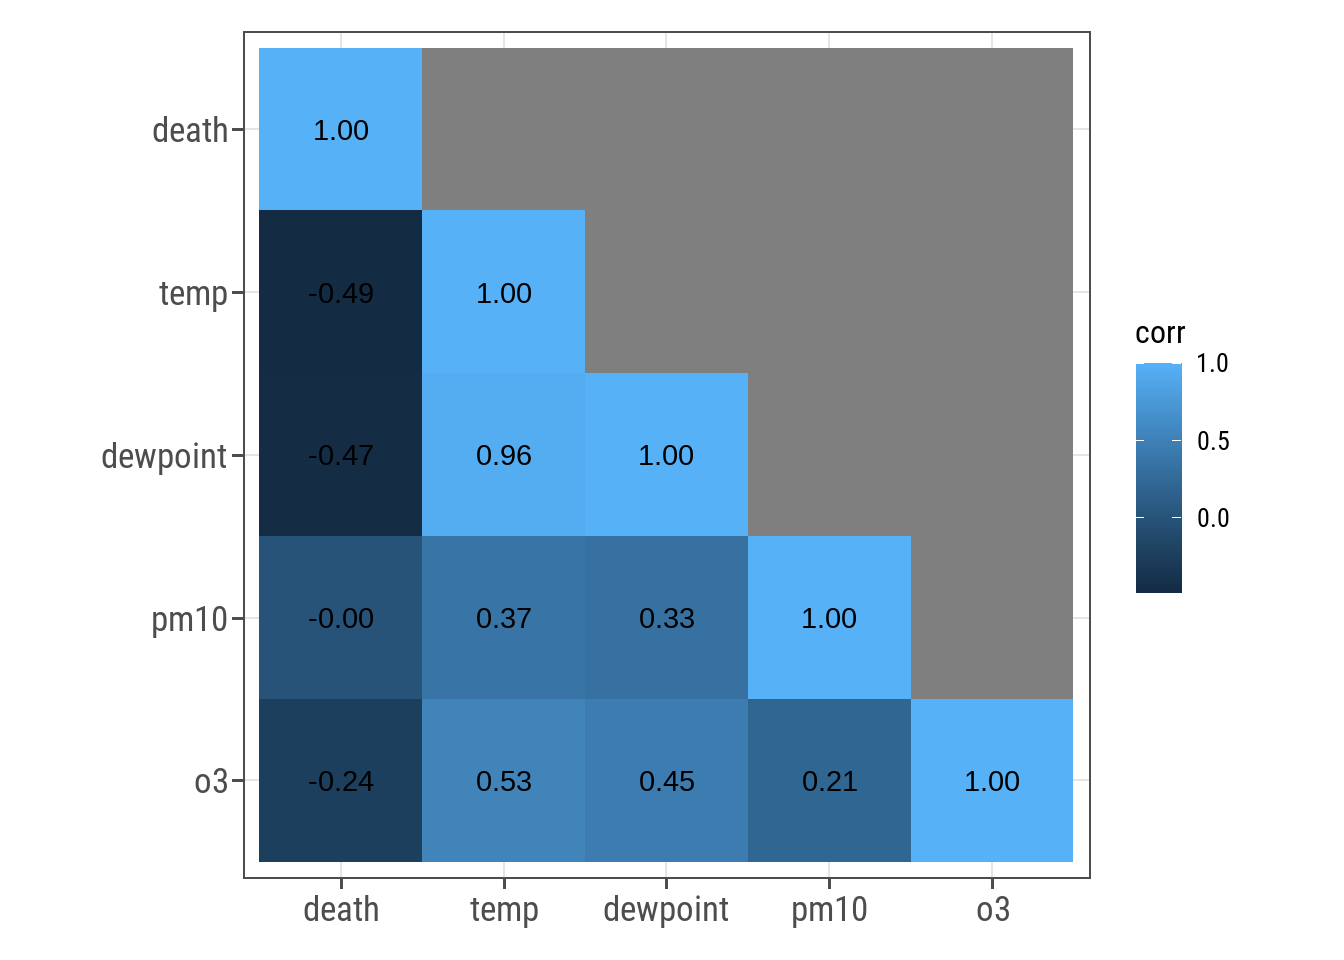 death 1.00
temp -0.49 1.00
dewpoint -0.47 0.96 1.00
pm10 -0.00 0.37 0.33 1.00
o3 -0.24 0.53 0.45 0.21 1.00
death temp dewpoint pm10 o3
corr
1.0
0.5
0.0